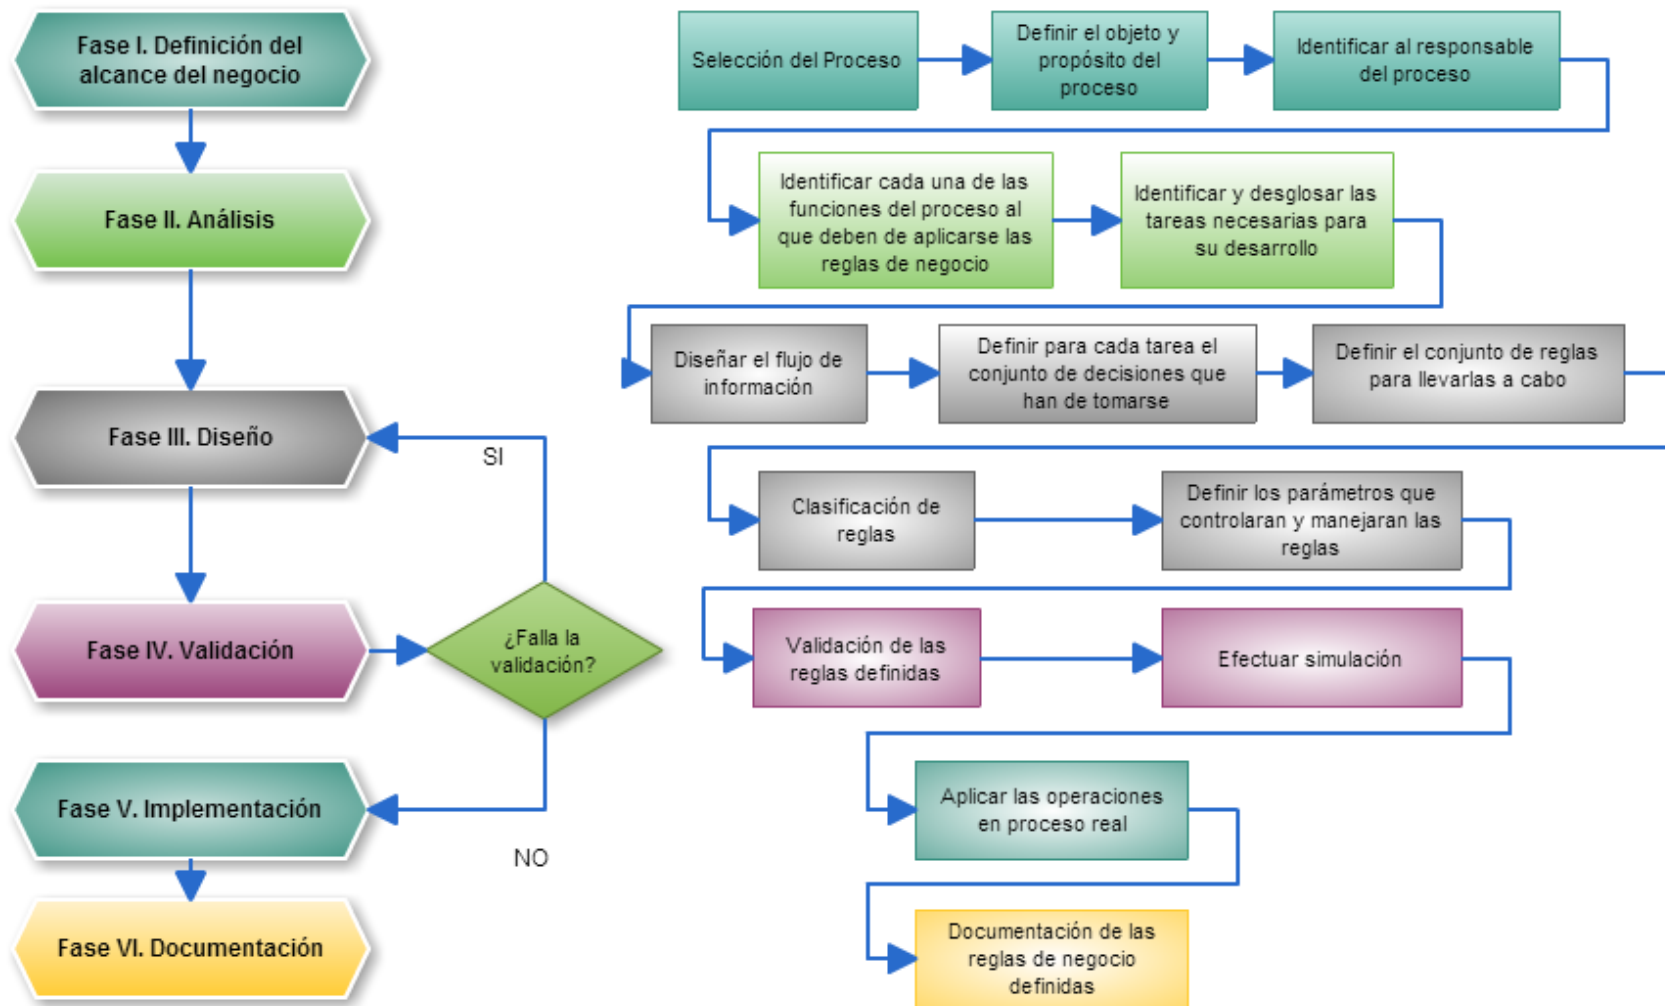 Fase I. Definición del
alcance del negocio
Fase II. Análisis
Fase III. Diseño
SI
Fase IV. Validación
¿Falla la
validación?
Fase V. Implementación
NO
Fase VI. Documentación
Selección del Proceso
Definir el objeto y
propósito del
proceso
Identificar al responsable
del proceso
Identificar cada una de las
funciones del proceso al
que deben de aplicarse las
reglas de negocio
Identificar y desglosar las
tareas necesarias para
su desarrollo
Diseñar el flujo de
información
Definir para cada tarea el
conjunto de decisiones que
han de tomarse
Definir el conjunto de reglas
para llevarlas a cabo
Clasificación de
reglas
Definir los parámetros que
controlaran y manejaran las
reglas
Validación de las
reglas definidas
Efectuar simulación
Aplicar las operaciones
en proceso real
Documentación de las
reglas de negocio
definidas